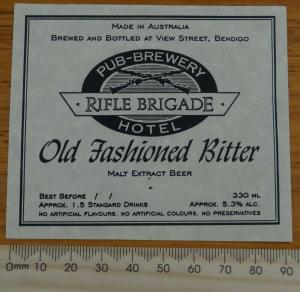 Made in Australia
Brewed and Bottled at View Street, Bendigo
PUB-BREWERY
· RIFLE BRIGADE ·
HOTEL
Old Fashioned Bitter
Malt Extract Beer
Best Before / / 330 ml
Approx. 1.5 Standard Drinks Approx. 5.3% alc.
no artificial flavours. no artificial colours. no preservatives
0mm 10 20 30 40 50 60 70 80 90